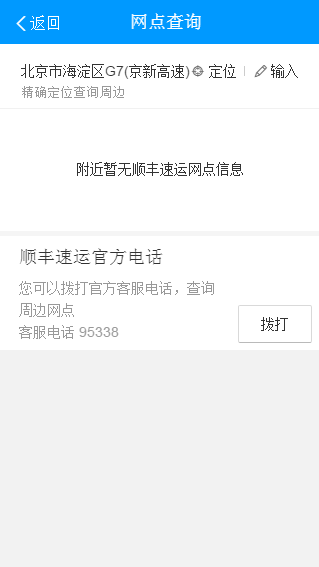 返回
网点查询
北京市海淀区G7(京新高速) 定位 输入
精确定位查询周边
附近暂无顺丰速运网点信息
顺丰速运官方电话
您可以拨打官方客服电话，查询
周边网点
客服电话 95338
拨打